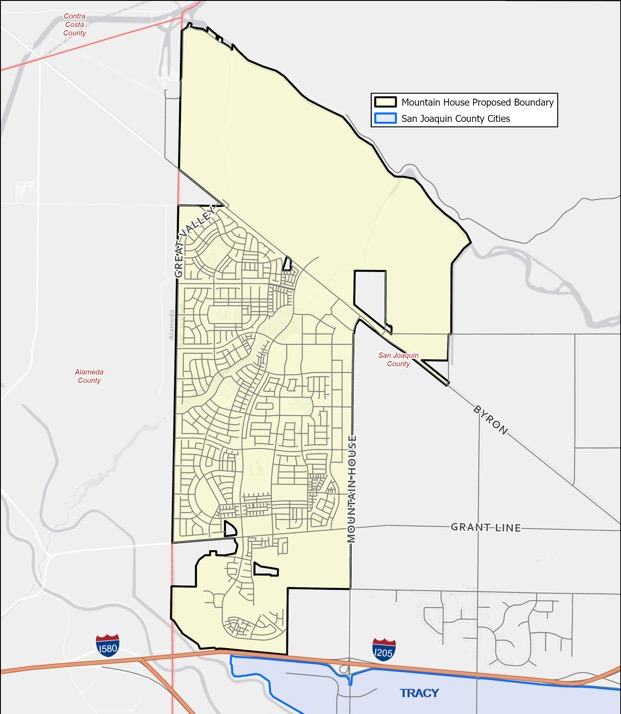 Contra
Costa
County
Mountain House Proposed Boundary
San Joaquin County Cities
GREAT VALLEY
Alameda
San Joaquin
County
Alameda
County
BYRON
MOUNTAIN HOUSE
GRANT LINE
I580
I205
TRACY